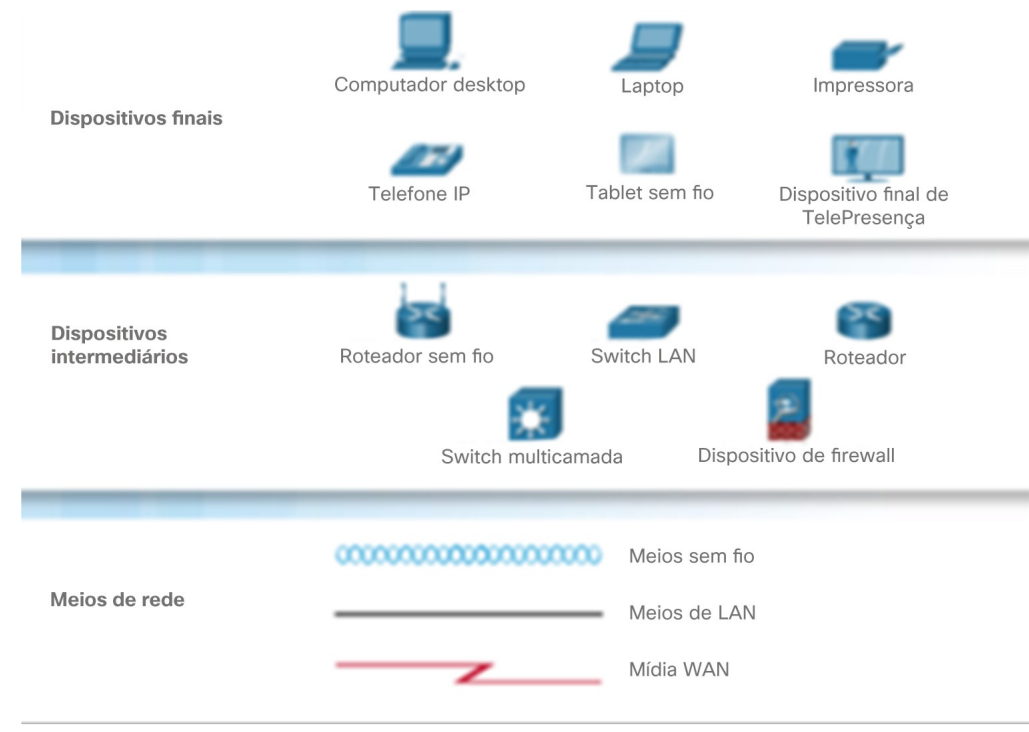 Computador desktop
Laptop
Impressora
Dispositivos finais
Telefone IP
Tablet sem fio
Dispositivo final de
TelePresença
Dispositivos
intermediários
Roteador sem fio
Switch LAN
Roteador
Switch multicamada
Dispositivo de firewall
Meios de rede
Meios sem fio
Meios de LAN
Mídia WAN